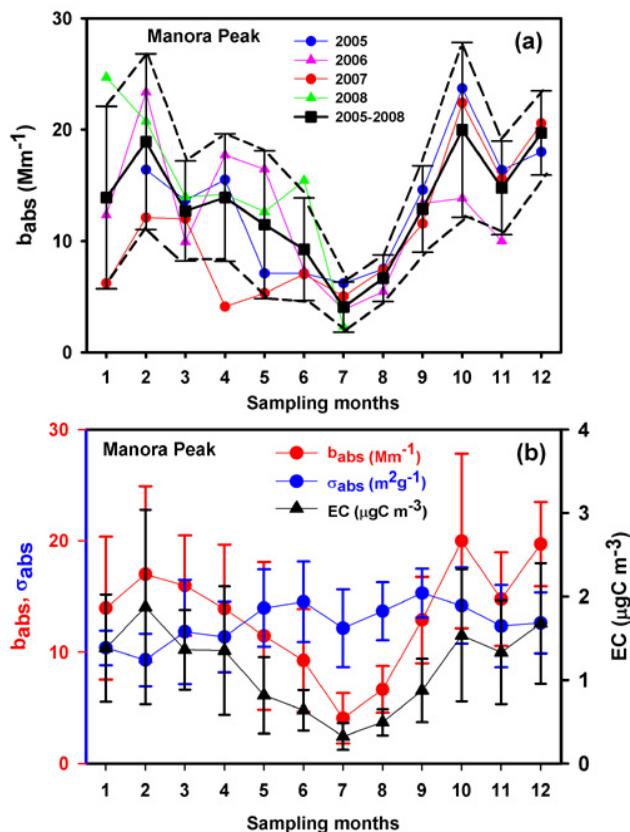 Manora Peak
(a)
2005
2006
2007
2008
2005-2008
babs (Mm-1)
30
20
10
0
1 2 3 4 5 6 7 8 9 10 11 12
Sampling months
Manora Peak
(b)
babs (Mm-1)
σabs (m2g-1)
EC (μgC m-3)
babs, σabs
30
20
10
0
EC (μgC m-3)
4
3
2
1
0
1 2 3 4 5 6 7 8 9 10 11 12
Sampling months